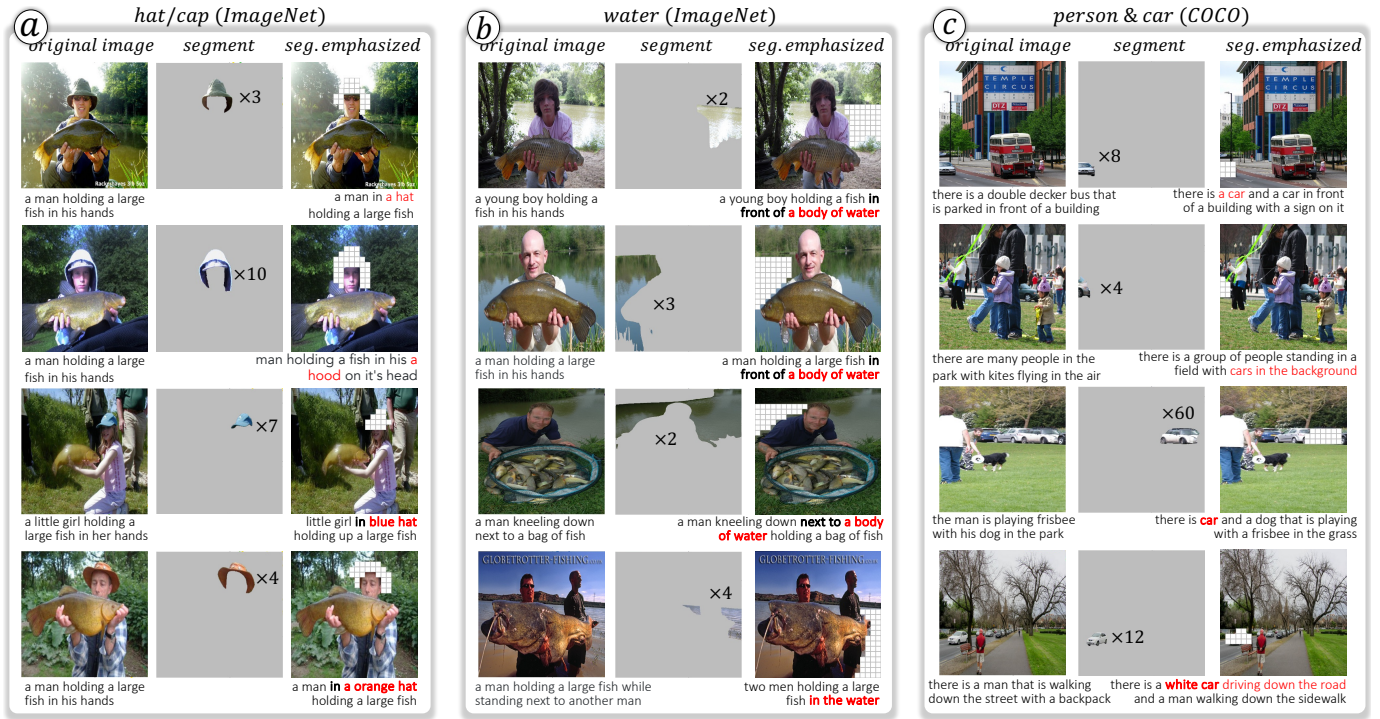 a
hat/cap (ImageNet)
original image
segment
seg. emphasized
×3
Rackelhanes 3lb 5oz
a man holding a large
fish in his hands
a man in a hat
holding a large fish
×10
a man holding a large
fish in his hands
man holding a fish in his a
hood on it's head
×7
a little girl holding a
large fish in her hands
little girl in blue hat
holding up a large fish
×4
a man holding a large
fish in his hands
a man in a orange hat
holding a large fish
b
water (ImageNet)
original image
segment
seg. emphasized
×2
a young boy holding a
fish in his hands
a young boy holding a fish in
front of a body of water
×3
a man holding a large
fish in his hands
a man holding a large fish in
front of a body of water
×2
a man kneeling down
next to a bag of fish
a man kneeling down next to a body
of water holding a bag of fish
GLOBETROTTER-FISHING
×4
GLOBETROTTER-FISHING
a man holding a large fish while
standing next to another man
two men holding a large
fish in the water
c
person & car (COCO)
original image
segment
seg. emphasized
TEMPLE
CIRCUS
DTZ
×8
TEMPLE
CIRCUS
DTZ
there is a double decker bus that
is parked in front of a building
there is a car and a car in front
of a building with a sign on it
×4
there are many people in the
park with kites flying in the air
there is a group of people standing in a
field with cars in the background
×60
the man is playing frisbee
with his dog in the park
there is car and a dog that is playing
with a frisbee in the grass
×12
there is a man that is walking
down the street with a backpack
there is a white car driving down the road
and a man walking down the sidewalk